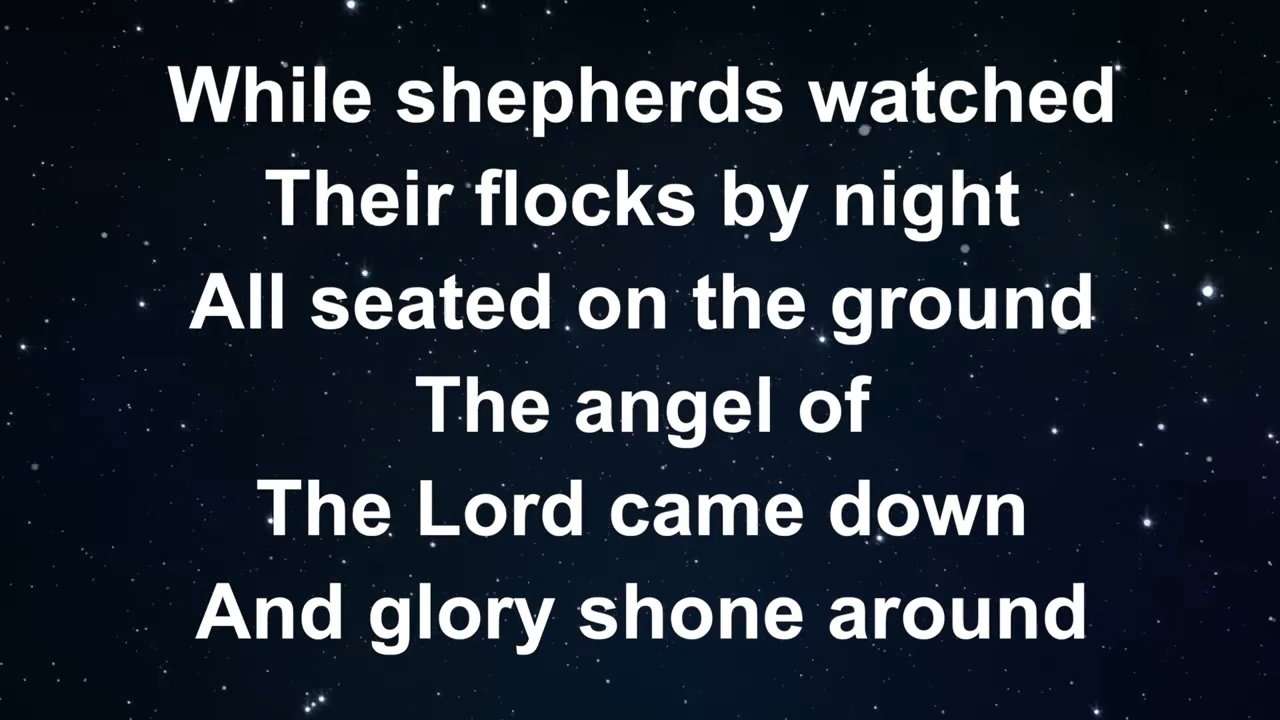 While shepherds watched
Their flocks by night
All seated on the ground
The angel of
The Lord came down
And glory shone around